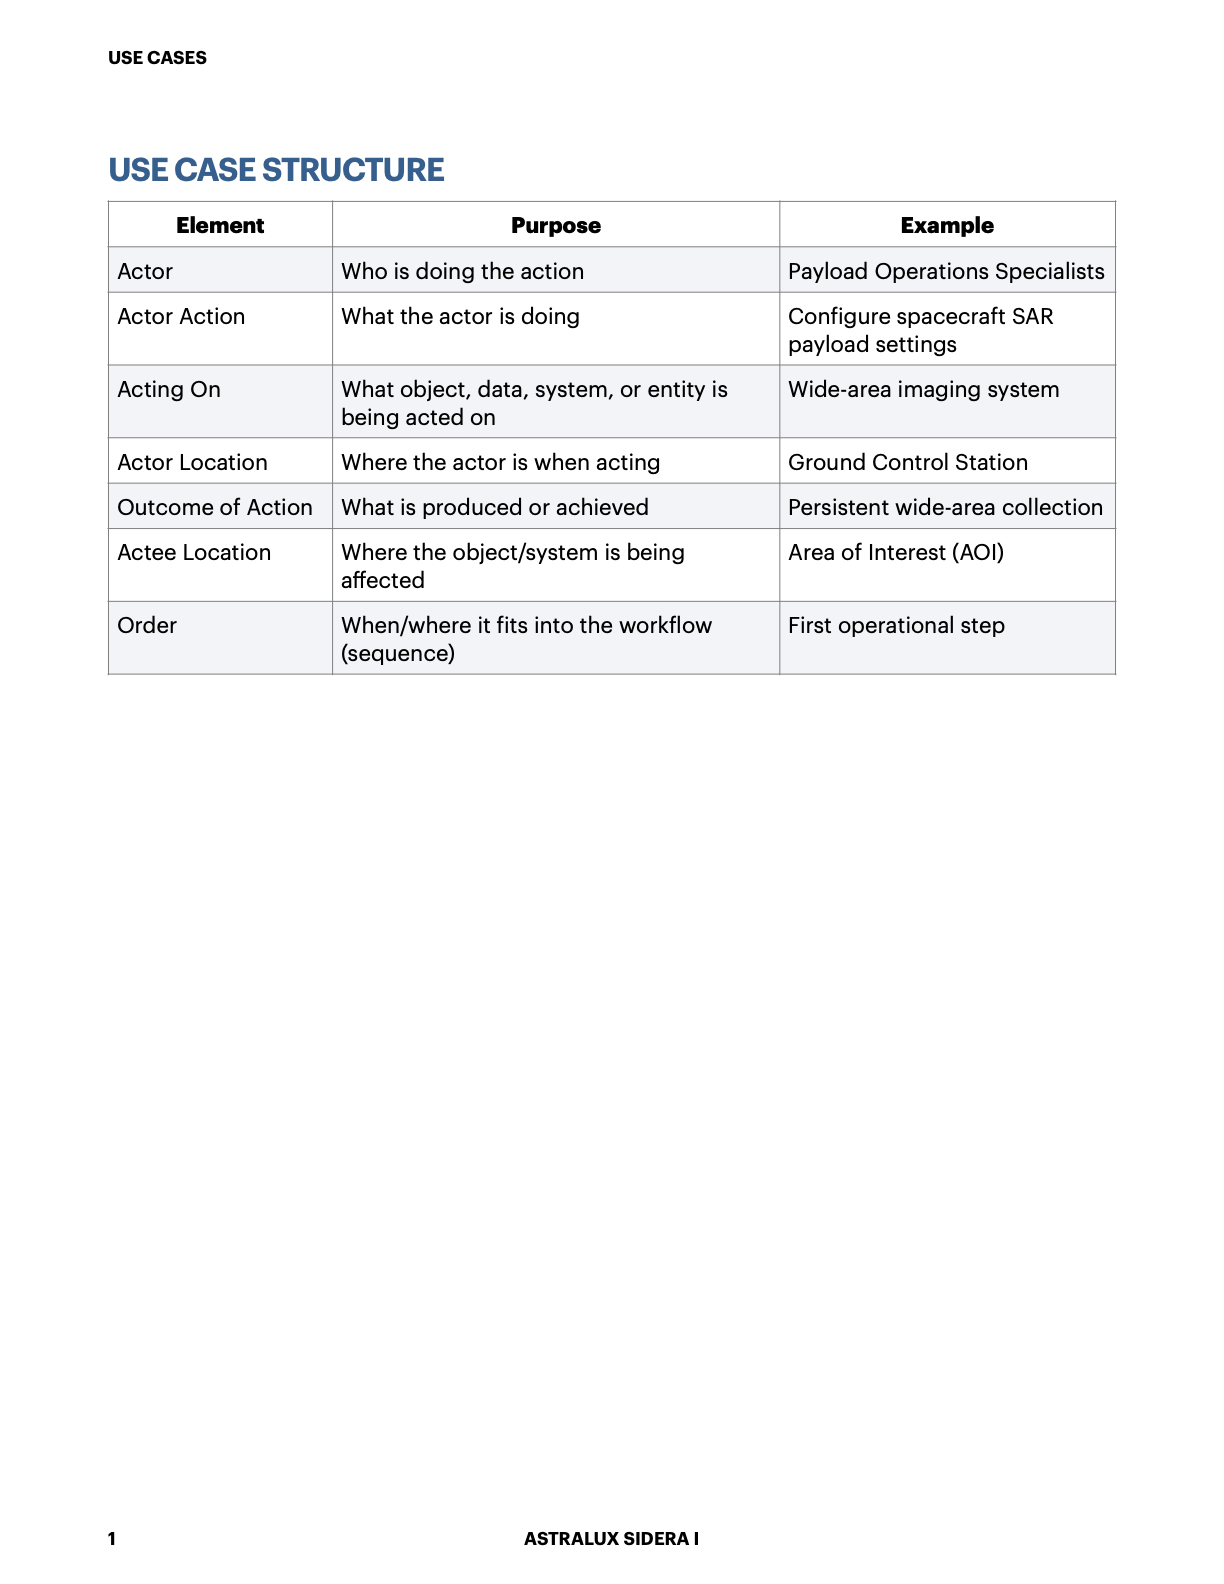 USE CASES
USE CASE STRUCTURE
Element Purpose Example
Actor Who is doing the action Payload Operations Specialists
Actor Action What the actor is doing Configure spacecraft SAR
payload settings
Acting On What object, data, system, or entity is Wide-area imaging system
being acted on
Actor Location Where the actor is when acting Ground Control Station
Outcome of Action What is produced or achieved Persistent wide-area collection
Actee Location Where the object/system is being Area of Interest (AOI)
affected
Order When/where it fits into the workflow First operational step
(sequence)
1 ASTRALUX SIDERA I